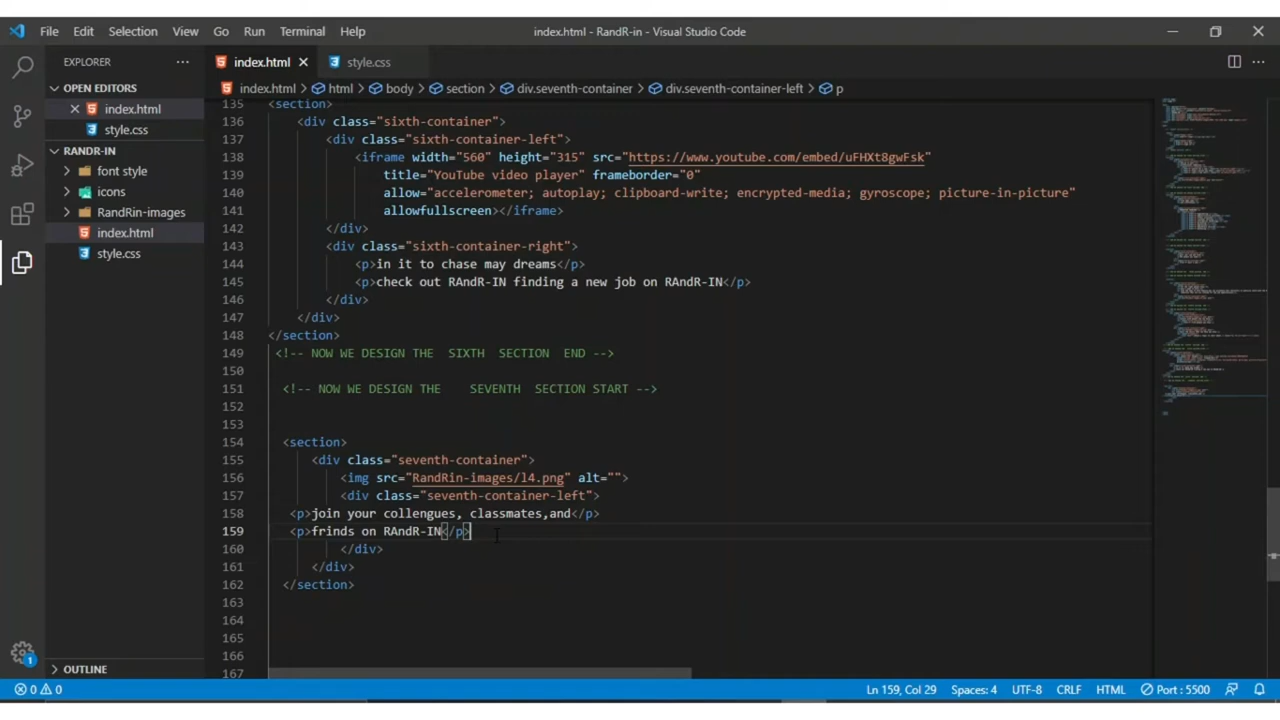 File Edit Selection View Go Run Terminal Help
index.html - RandR-in - Visual Studio Code
EXPLORER
index.html
style.css
OPEN EDITORS
index.html
style.css
RANDR-IN
font style
icons
RandRin-images
index.html
style.css
OUTLINE
index.html > html > body > section > div.seventh-container > div.seventh-container-left > p
135 <section>
136 <div class="sixth-container">
137 <div class="sixth-container-left">
138 <iframe width="560" height="315" src="https://www.youtube.com/embed/uFHXt8gwFsk"
139 title="YouTube video player" frameborder="0"
140 allow="accelerometer; autoplay; clipboard-write; encrypted-media; gyroscope; picture-in-picture"
141 allowfullscreen></iframe>
142 </div>
143 <div class="sixth-container-right">
144 <p>in it to chase may dreams</p>
145 <p>check out RAndR-IN finding a new job on RAndR-IN</p>
146 </div>
147 </div>
148 </section>
149 <!-- NOW WE DESIGN THE SIXTH SECTION END -->
150
151 <!-- NOW WE DESIGN THE SEVENTH SECTION START -->
152
153
154 <section>
155 <div class="seventh-container">
156 <img src="RandRin-images/l4.png" alt="">
157 <div class="seventh-container-left">
158 <p>join your collengues, classmates,and</p>
159 <p>frinds on RAndR-IN</p>
160 </div>
161 </div>
162 </section>
163
164
165
166
167
1
0 0
Ln 159, Col 29 Spaces: 4 UTF-8 CRLF HTML Port : 5500